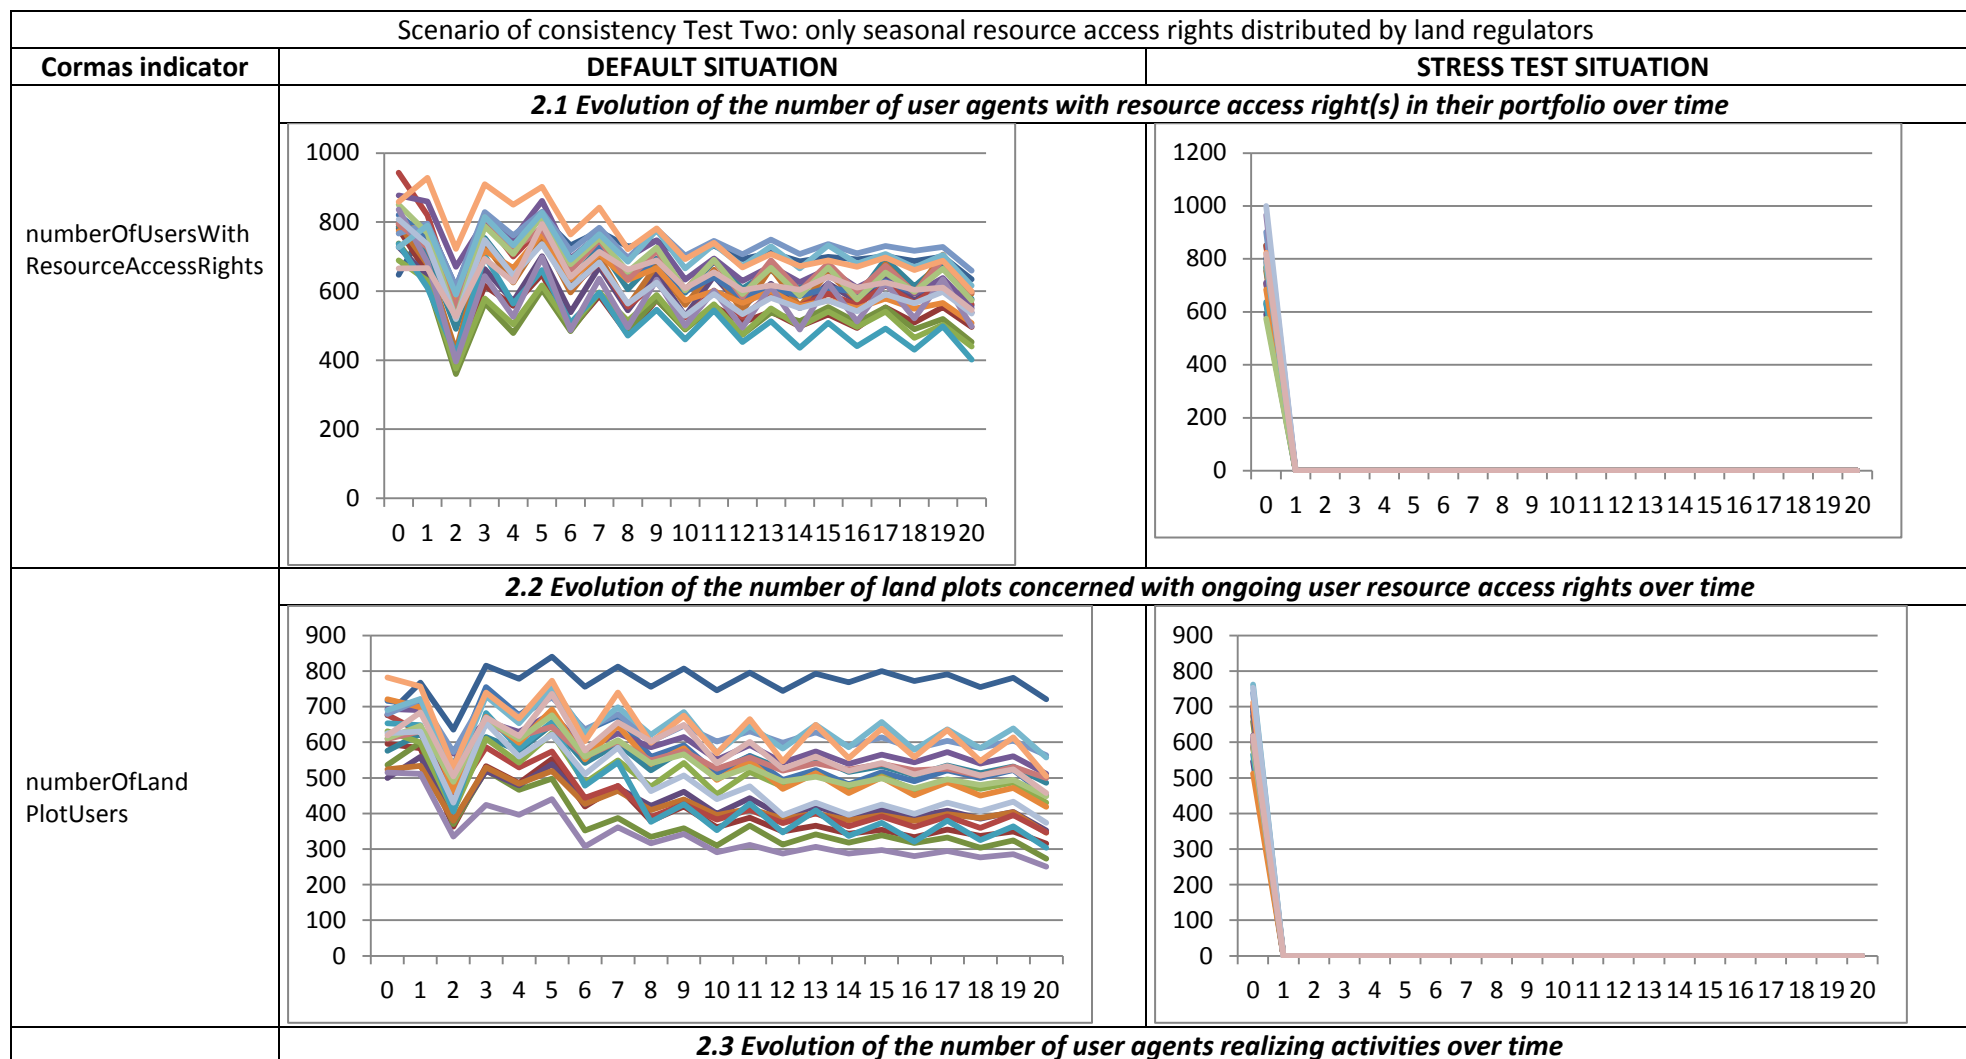 Scenario of consistency Test Two: only seasonal resource access rights distributed by land regulators
Cormas indicator
DEFAULT SITUATION
STRESS TEST SITUATION
numberOfUsersWith
ResourceAccessRights
2.1 Evolution of the number of user agents with resource access right(s) in their portfolio over time
1000
800
600
400
200
0
0 1 2 3 4 5 6 7 8 9 10 11 12 13 14 15 16 17 18 19 20
1200
1000
800
600
400
200
0
0 1 2 3 4 5 6 7 8 9 10 11 12 13 14 15 16 17 18 19 20
numberOfLand
PlotUsers
2.2 Evolution of the number of land plots concerned with ongoing user resource access rights over time
900
800
700
600
500
400
300
200
100
0
0 1 2 3 4 5 6 7 8 9 10 11 12 13 14 15 16 17 18 19 20
900
800
700
600
500
400
300
200
100
0
0 1 2 3 4 5 6 7 8 9 10 11 12 13 14 15 16 17 18 19 20
2.3 Evolution of the number of user agents realizing activities over time